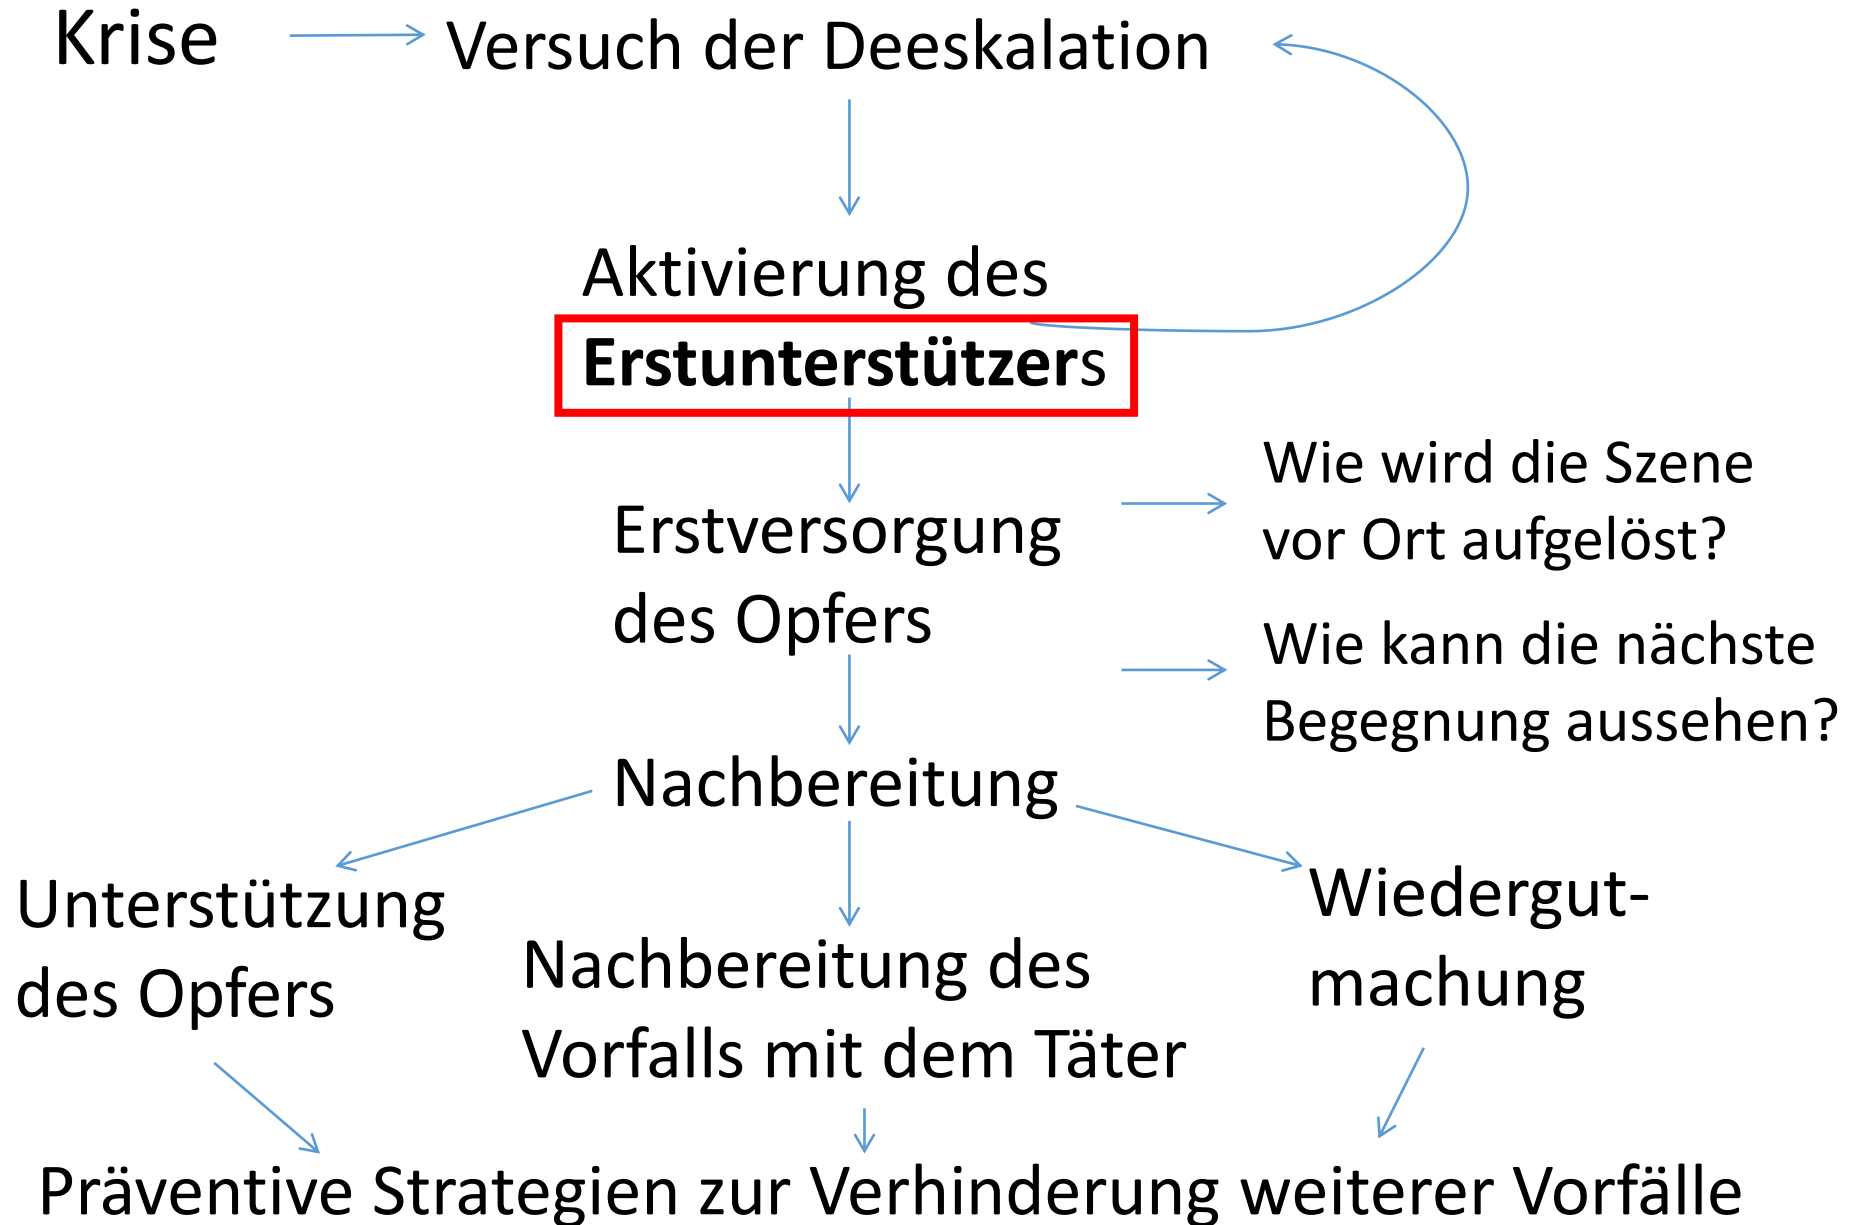 Krise
Versuch der Deeskalation
Aktivierung des
Erstunterstützers
Erstversorgung
des Opfers
Wie wird die Szene
vor Ort aufgelöst?
Wie kann die nächste
Begegnung aussehen?
Nachbereitung
Unterstützung
des Opfers
Nachbereitung des
Vorfalls mit dem Täter
Wiedergut-
machung
Präventive Strategien zur Verhinderung weiterer Vorfälle